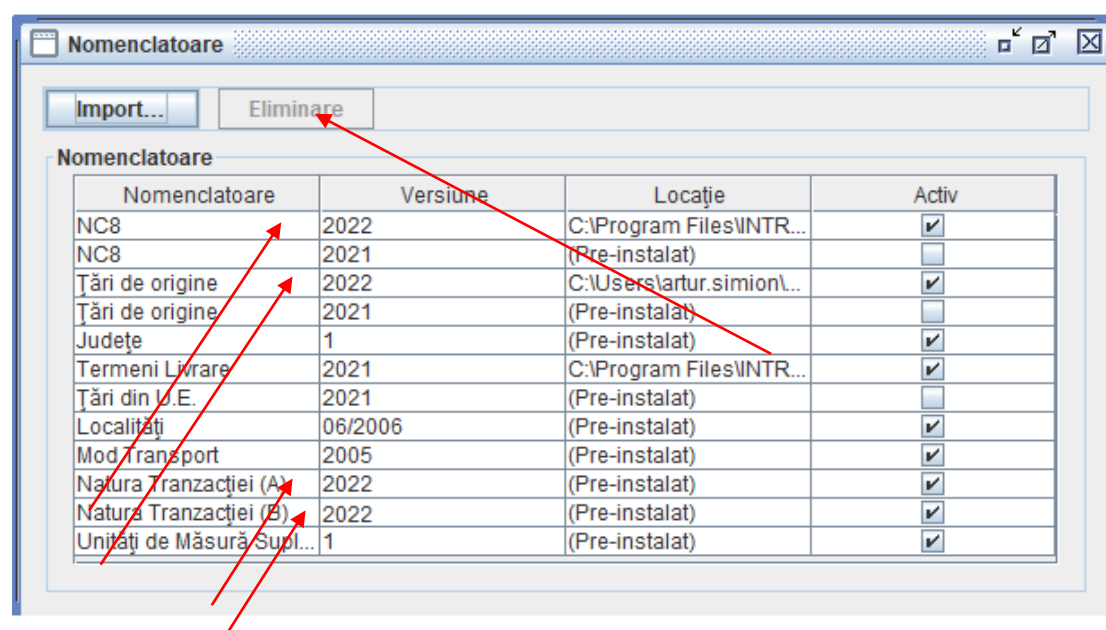 Nomenclatoare
Import... Eliminare
Nomenclatoare
Nomenclatoare Versiune Locaţie Activ
NC8 2022 C:\Program Files\INTR...
NC8 2021 (Pre-instalat)
Ţări de origine 2022 C:\Users\artur.simion\...
Ţări de origine 2021 (Pre-instalat)
Judeţe 1 (Pre-instalat)
Termeni Livrare 2021 C:\Program Files\INTR...
Ţări din U.E. 2021 (Pre-instalat)
Localităţi 06/2006 (Pre-instalat)
Mod Transport 2005 (Pre-instalat)
Natura Tranzacţiei (A) 2022 (Pre-instalat)
Natura Tranzacţiei (B) 2022 (Pre-instalat)
Unităţi de Măsură Supl... 1 (Pre-instalat)